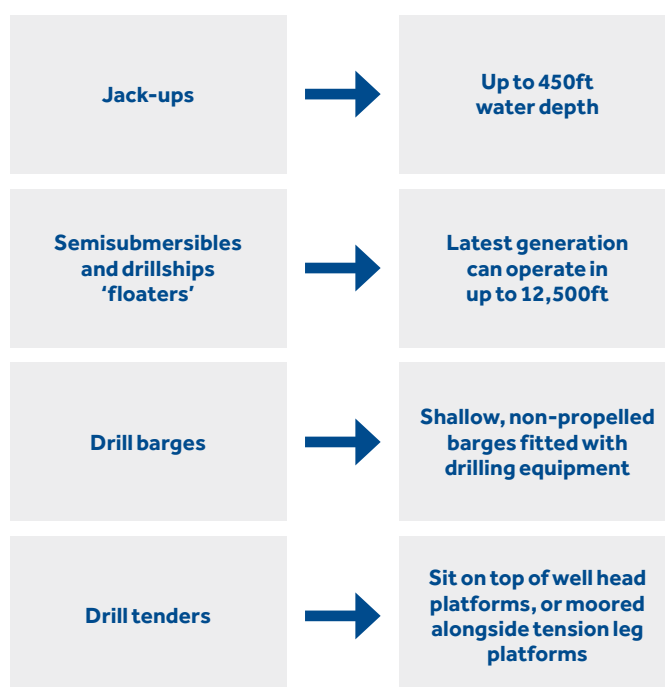 Jack-ups
Up to 450ft
water depth
Semisubmersibles
and drillships
‘floaters’
Latest generation
can operate in
up to 12,500ft
Drill barges
Shallow, non-propelled
barges fitted with
drilling equipment
Drill tenders
Sit on top of well head
platforms, or moored
alongside tension leg
platforms